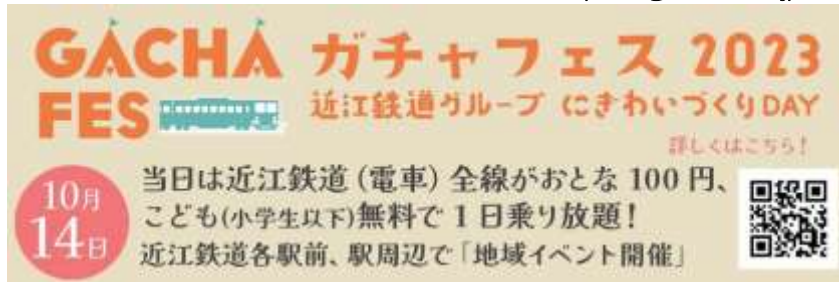 GACHA FES
ガチャフェス 2023
近江鉄道グループ にぎわいづくりDAY
詳しくはこちら!
10月14日
当日は近江鉄道(電車)全線がおとな 100 円、
こども(小学生以下)無料で 1 日乗り放題!
近江鉄道各駅前、駅周辺で「地域イベント開催」